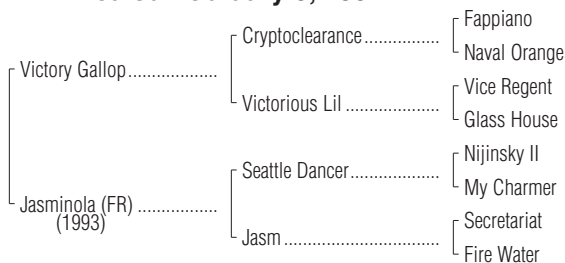 Fappiano
Cryptoclearance................
Naval Orange
Victory Gallop...................
Vice Regent
Victorious Lil ....................
Glass House
Nijinsky II
Seattle Dancer...................
My Charmer
Jasminola (FR) .................
(1993)
Secretariat
Jasm .................................
Fire Water